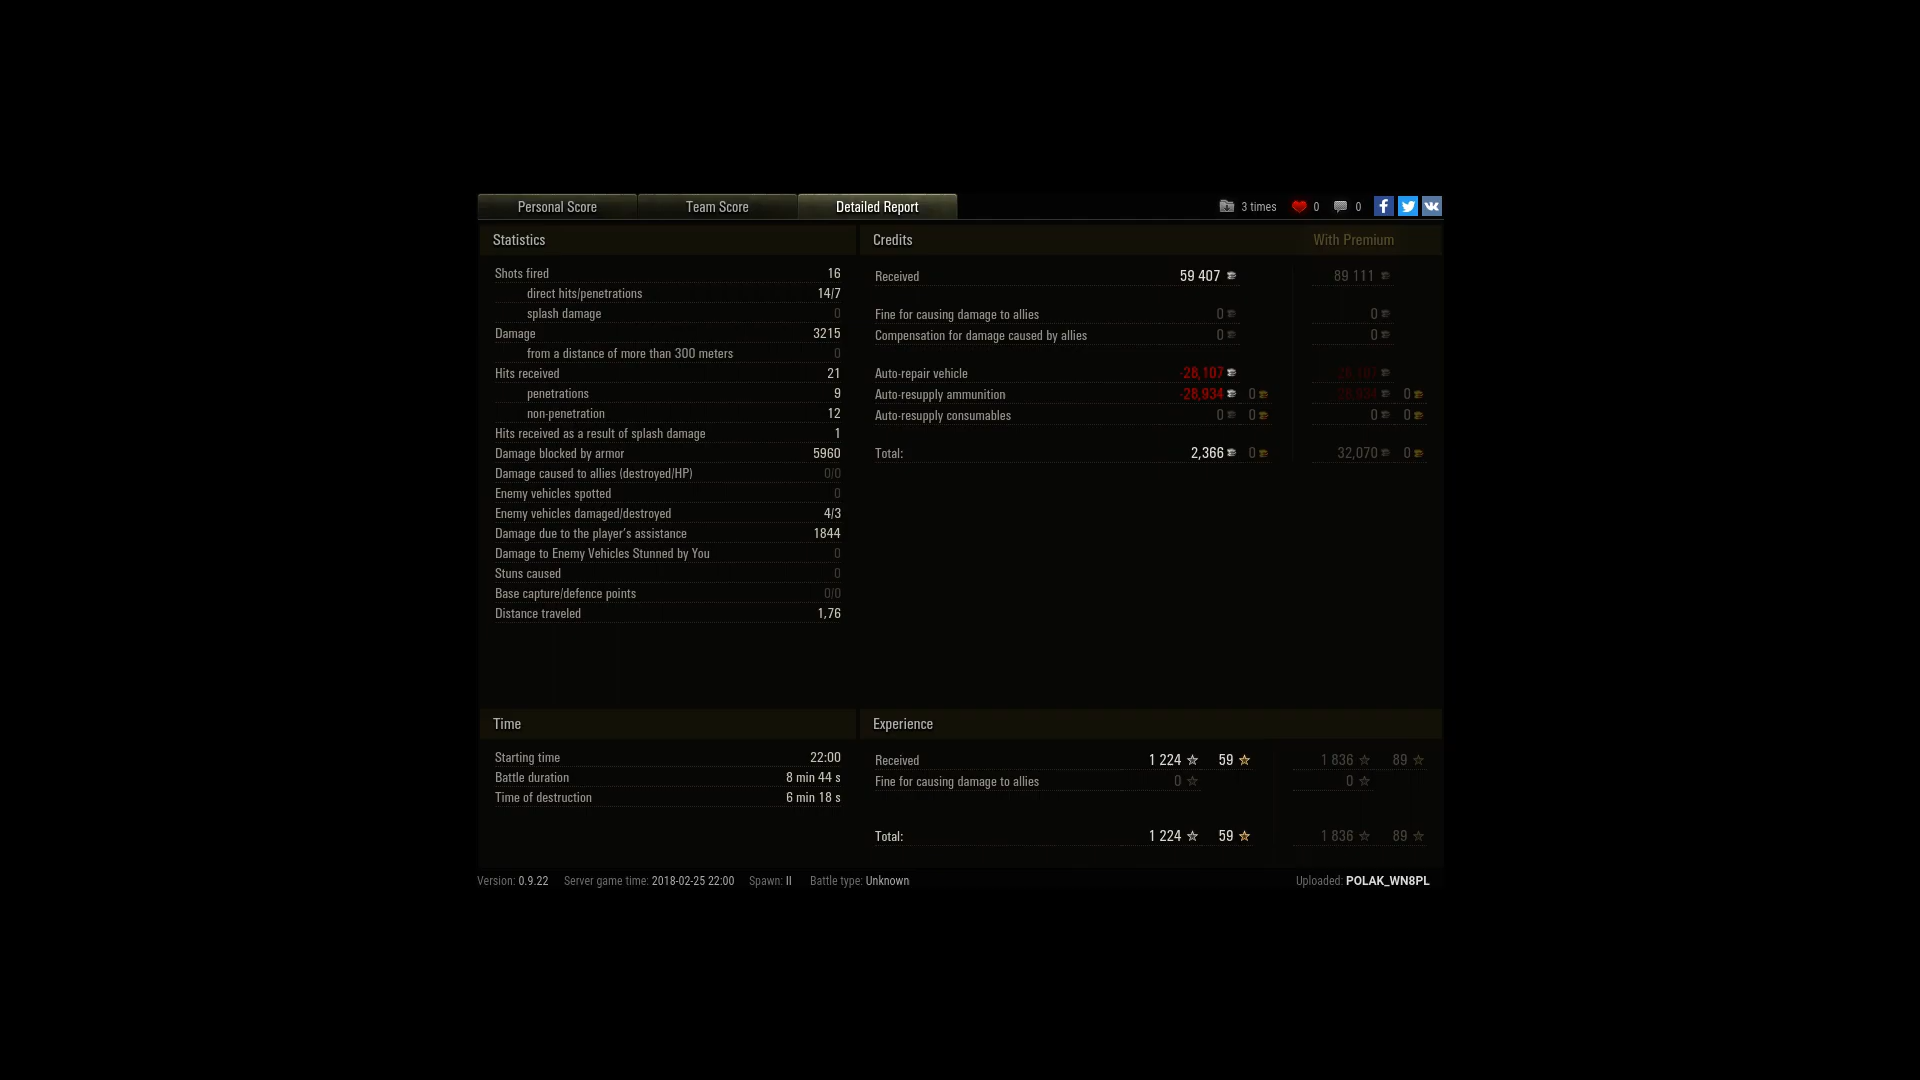 Personal Score Team Score Detailed Report 3 times 0 0
Statistics
Shots fired 16
direct hits/penetrations 14/7
splash damage 0
Damage 3215
from a distance of more than 300 meters 0
Hits received 21
penetrations 9
non-penetration 12
Hits received as a result of splash damage 1
Damage blocked by armor 5960
Damage caused to allies (destroyed/HP) 0/0
Enemy vehicles spotted 0
Enemy vehicles damaged/destroyed 4/3
Damage due to the player's assistance 1844
Damage to Enemy Vehicles Stunned by You 0
Stuns caused 0
Base capture/defence points 0/0
Distance traveled 1,76
Credits With Premium
Received 59 407 89 111
Fine for causing damage to allies 0 0
Compensation for damage caused by allies 0 0
Auto-repair vehicle -28,107 -28,107
Auto-resupply ammunition -28,934 0 -28,934 0
Auto-resupply consumables 0 0 0 0
Total: 2,366 0 32,070 0
Time
Starting time 22:00
Battle duration 8 min 44 s
Time of destruction 6 min 18 s
Experience
Received 1 224 59 1 836 89
Fine for causing damage to allies 0 0
Total: 1 224 59 1 836 89
Version: 0.9.22 Server game time: 2018-02-25 22:00 Spawn: II Battle type: Unknown Uploaded: POLAK_WN8PL